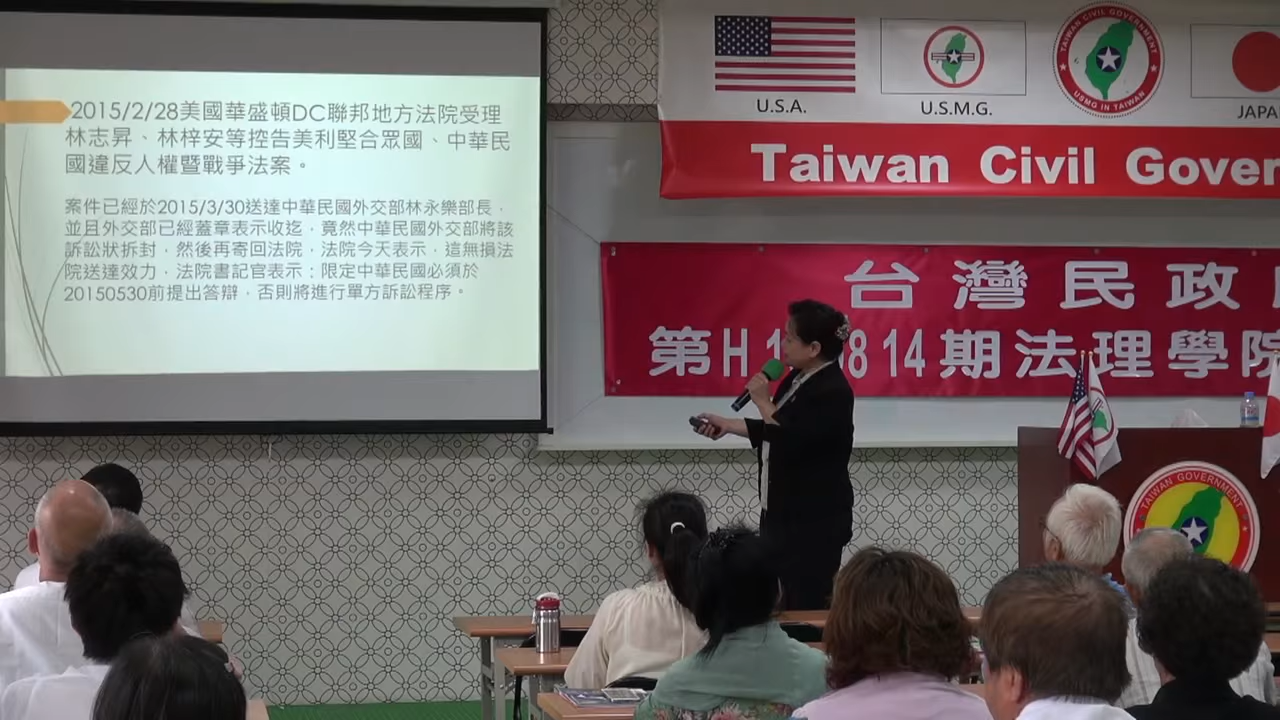 2015/2/28美國華盛頓DC聯邦地方法院受理
林志昇、林梓安等控告美利堅合眾國、中華民
國違反人權暨戰爭法案。
案件已經於2015/3/30送達中華民國外交部林永樂部長，
並且外交部已經蓋章表示收迄，竟然中華民國外交部將該
訴訟狀拆封，然後再寄回法院，法院今天表示，這無損法
院送達效力，法院書記官表示：限定中華民國必須於
20150530前提出答辯，否則將進行單方訴訟程序。
U.S.A.
U.S.M.G.
TAIWAN CIVIL GOVERNMENT
USMG IN TAIWAN
JAPA
Taiwan Civil Gover
台灣民政
第H1 08 14期法理學院
TAIWAN GOVERNMENT